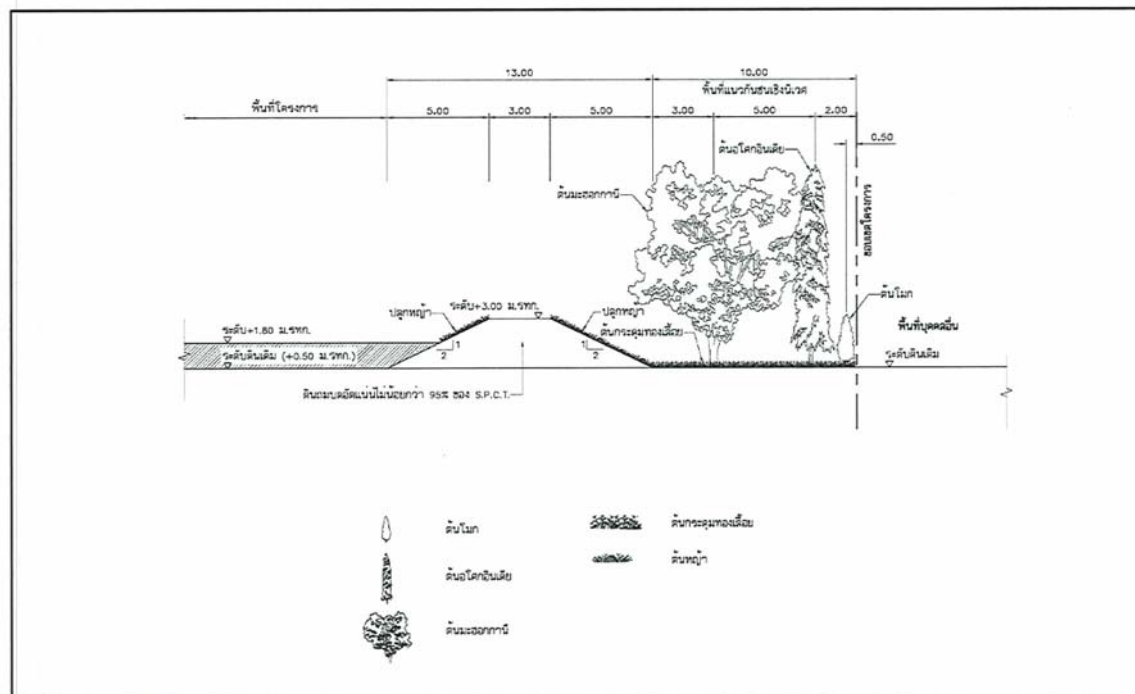 13.00
10.00
พื้นที่แนวกันชนเชิงนิเวศ
พื้นที่โครงการ
5.00
3.00
5.00
3.00
5.00
2.00
0.50
ต้นอโศกอินเดีย
ต้นมะฮอกกานี
ขอบเขตโครงการ
ต้นโมก
ปลูกหญ้า
ระดับ+3.00 ม.รทก.
ปลูกหญ้า
ระดับ+1.80 ม.รทก.
ต้นกระดุมทองเลื้อย
พื้นที่บุคคลอื่น
1
2
1
2
ระดับดินเดิม (+0.50 ม.รทก.)
ระดับดินเดิม
ดินถมบดอัดแน่นไม่น้อยกว่า 95% ของ S.P.C.T.
ต้นโมก
ต้นกระดุมทองเลื้อย
ต้นอโศกอินเดีย
ต้นหญ้า
ต้นมะฮอกกานี